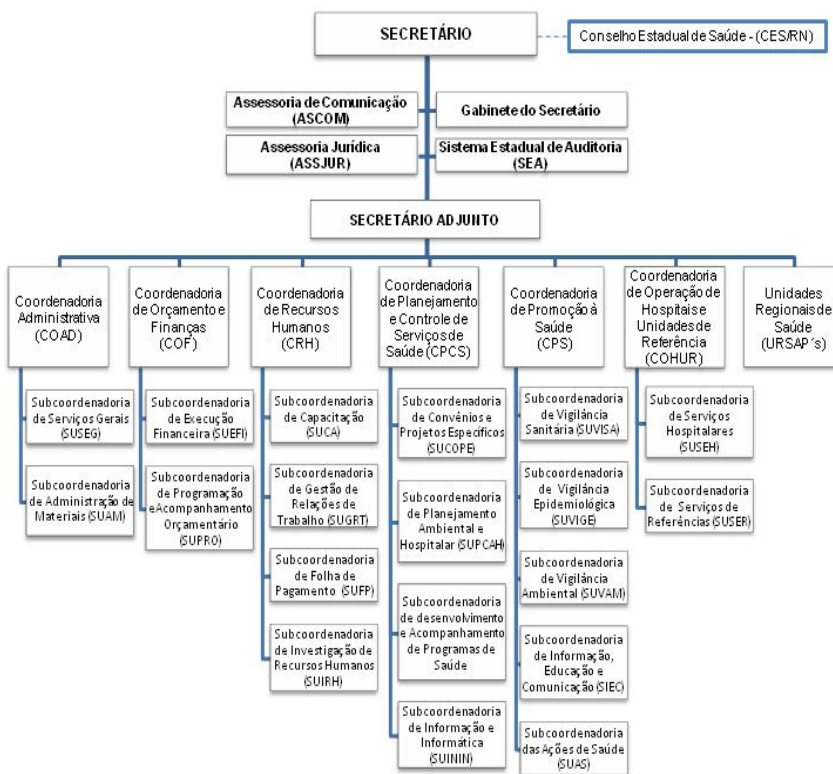 SECRETÁRIO
Conselho Estadual de Saúde - (CES/RN)
Assessoria de Comunicação
(ASCOM)
Gabinete do Secretário
Assessoria Jurídica
(ASSJUR)
Sistema Estadual de Auditoria
(SEA)
SECRETÁRIO ADJUNTO
Coordenadoria
Administrativa
(COAD)
Coordenadoria
de Orçamento e
Finanças
(COF)
Coordenadoria
de Recursos
Humanos
(CRH)
Coordenadoria
de Planejamento
e Controle de
Serviços de
Saúde (CPCS)
Coordenadoria
de Promoção à
Saúde
(CPS)
Coordenadoria
de Operação de
Hospitais e
Unidades de
Referência
(COHUR)
Unidades
Regionais de
Saúde
(URSAP´s)
Subcoordenadoria
de Serviços Gerais
(SUSEG)
Subcoordenadoria
de Administração de
Materiais (SUAM)
Subcoordenadoria
de Execução
Financeira (SUEFI)
Subcoordenadoria
de Programação
e Acompanhamento
Orçamentário
(SUPRO)
Subcoordenadoria
de Capacitação
(SUCA)
Subcoordenadoria
de Gestão de
Relações de
Trabalho (SUGRT)
Subcoordenadoria
de Folha de
Pagamento (SUFP)
Subcoordenadoria
de Investigação de
Recursos Humanos
(SUIRH)
Subcoordenadoria
de Convênios e
Projetos Específicos
(SUCOPE)
Subcoordenadoria
de Planejamento
Ambiental e
Hospitalar (SUPCAH)
Subcoordenadoria
de desenvolvimento
e Acompanhamento
de Programas de
Saúde
Subcoordenadoria
de Informação e
Informática
(SUININ)
Subcoordenadoria
de Vigilância
Sanitária (SUVISA)
Subcoordenadoria
de Vigilância
Epidemiológica
(SUVIGE)
Subcoordenadoria
de Vigilância
Ambiental (SUVAM)
Subcoordenadoria
de Informação,
Educação e
Comunicação (SIEC)
Subcoordenadoria
das Ações de Saúde
(SUAS)
Subcoordenadoria
de Serviços
Hospitalares
(SUSEH)
Subcoordenadoria
de Serviços de
Referências (SUSER)